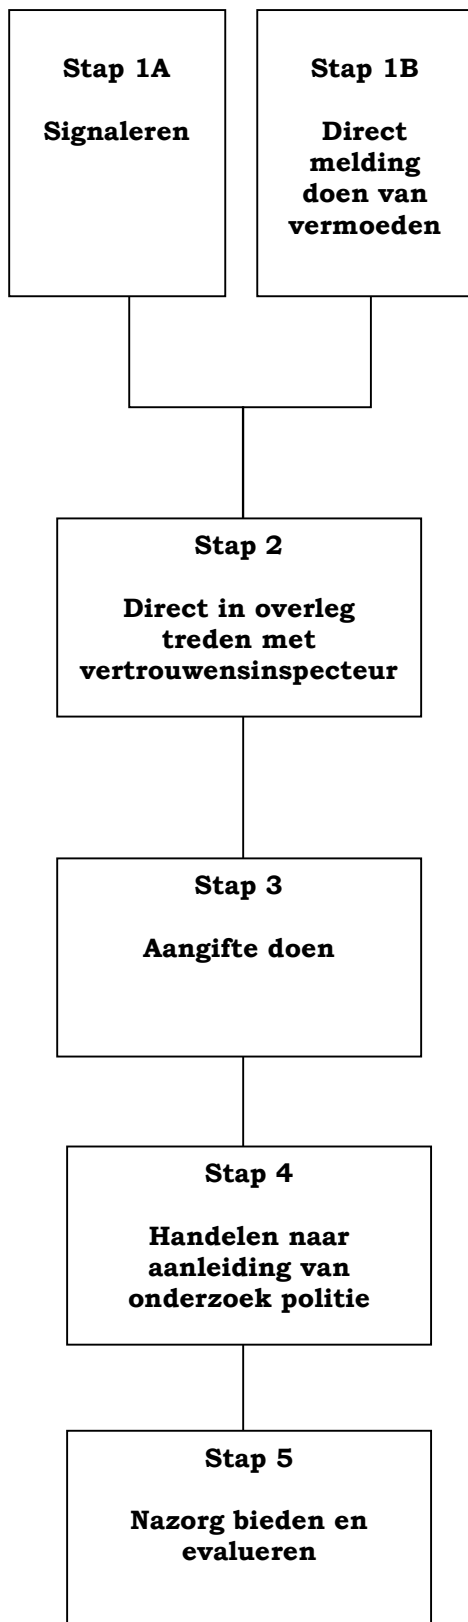 Stap 1A
Signaleren
Stap 1B
Direct
melding
doen van
vermoeden
Stap 2
Direct in overleg
treden met
vertrouwensinspecteur
Stap 3
Aangifte doen
Stap 4
Handelen naar
aanleiding van
onderzoek politie
Stap 5
Nazorg bieden en
evalueren